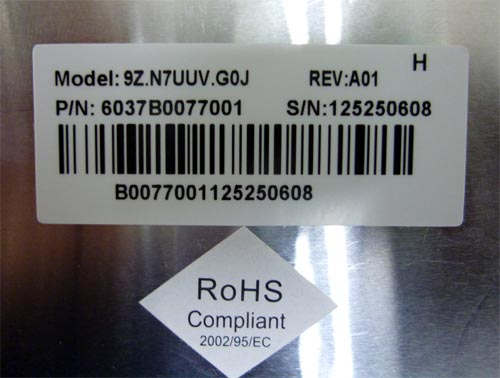 H
Model: 9Z.N7UUV.G0J REV:A01
P/N: 6037B0077001 S/N:125250608
B0077001125250608
RoHS
Compliant
2002/95/EC